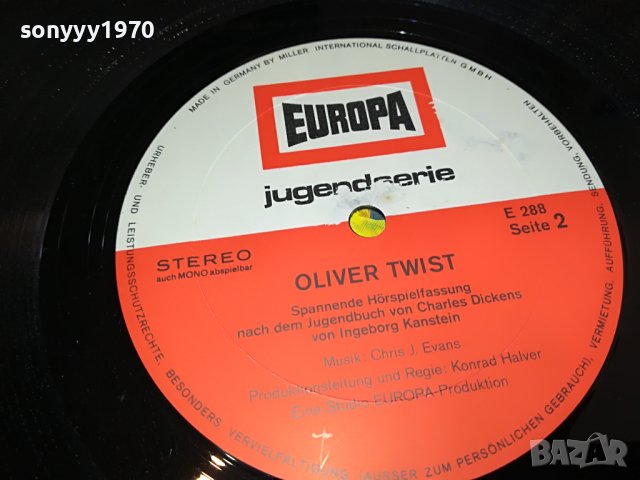 sonyyy1970
MADE IN GERMANY BY MILLER INTERNATIONAL SCHALLPLATTEN GMBH
EUROPA
jugendserie
STEREO
auch MONO abspielbar
E 288
Seite 2
OLIVER TWIST
Spannende Hörspielfassung
nach dem Jugendbuch von Charles Dickens
von Ingeborg Kanstein
Musik: Chris J. Evans
Produktionsleitung und Regie: Konrad Halver
Eine Studio EUROPA-Produktion
URHEBER- UND LEISTUNGSSCHUTZRECHTE, BESONDERS VERVIELFÄLTIGUNG (AUSSER ZUM PERSÖNLICHEN GEBRAUCH), VERMIETUNG, AUFFÜHRUNG, SENDUNG, VORBEHALTEN
BAZAR